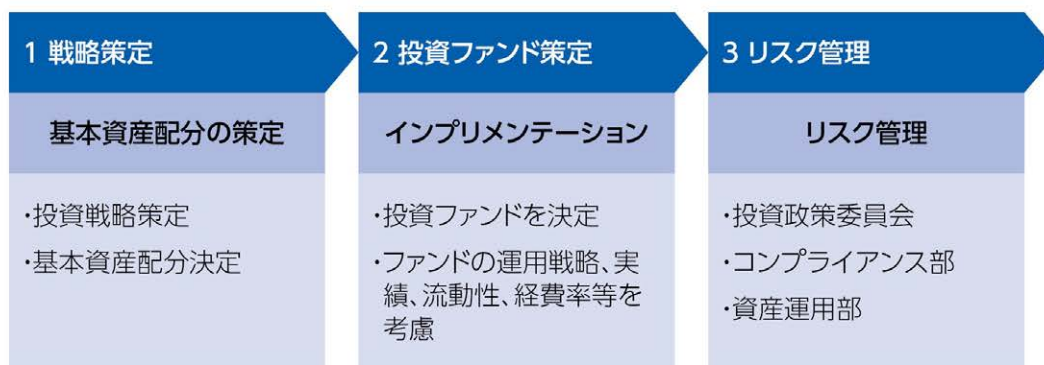 1 戦略策定
基本資産配分の策定
・投資戦略策定
・基本資産配分決定
2 投資ファンド策定
インプリメンテーション
・投資ファンドを決定
・ファンドの運用戦略、実
績、流動性、経費率等を
考慮
3 リスク管理
リスク管理
・投資政策委員会
・コンプライアンス部
・資産運用部